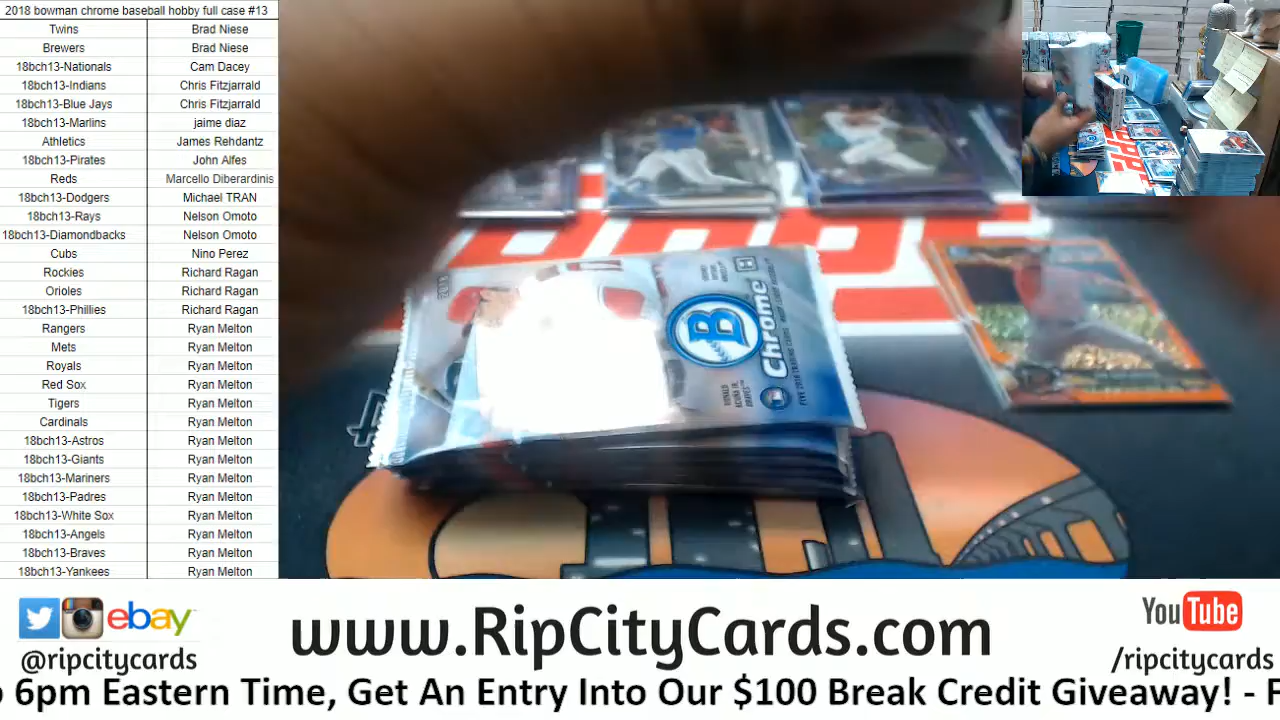 2018 bowman chrome baseball hobby full case #13
Twins Brad Niese
Brewers Brad Niese
18bch13-Nationals Cam Dacey
18bch13-Indians Chris Fitzjarrald
18bch13-Blue Jays Chris Fitzjarrald
18bch13-Marlins jaime diaz
Athletics James Rehdantz
18bch13-Pirates John Alfes
Reds Marcello Diberardinis
18bch13-Dodgers Michael TRAN
18bch13-Rays Nelson Omoto
18bch13-Diamondbacks Nelson Omoto
Cubs Nino Perez
Rockies Richard Ragan
Orioles Richard Ragan
18bch13-Phillies Richard Ragan
Rangers Ryan Melton
Mets Ryan Melton
Royals Ryan Melton
Red Sox Ryan Melton
Tigers Ryan Melton
Cardinals Ryan Melton
18bch13-Astros Ryan Melton
18bch13-Giants Ryan Melton
18bch13-Mariners Ryan Melton
18bch13-Padres Ryan Melton
18bch13-White Sox Ryan Melton
18bch13-Angels Ryan Melton
18bch13-Braves Ryan Melton
18bch13-Yankees Ryan Melton
B
Chrome
RONALD
ACUÑA JR.
BRAVES
ebay
@ripcitycards
www.RipCityCards.com
YouTube
/ripcitycards
6pm Eastern Time, Get An Entry Into Our $100 Break Credit Giveaway! - F